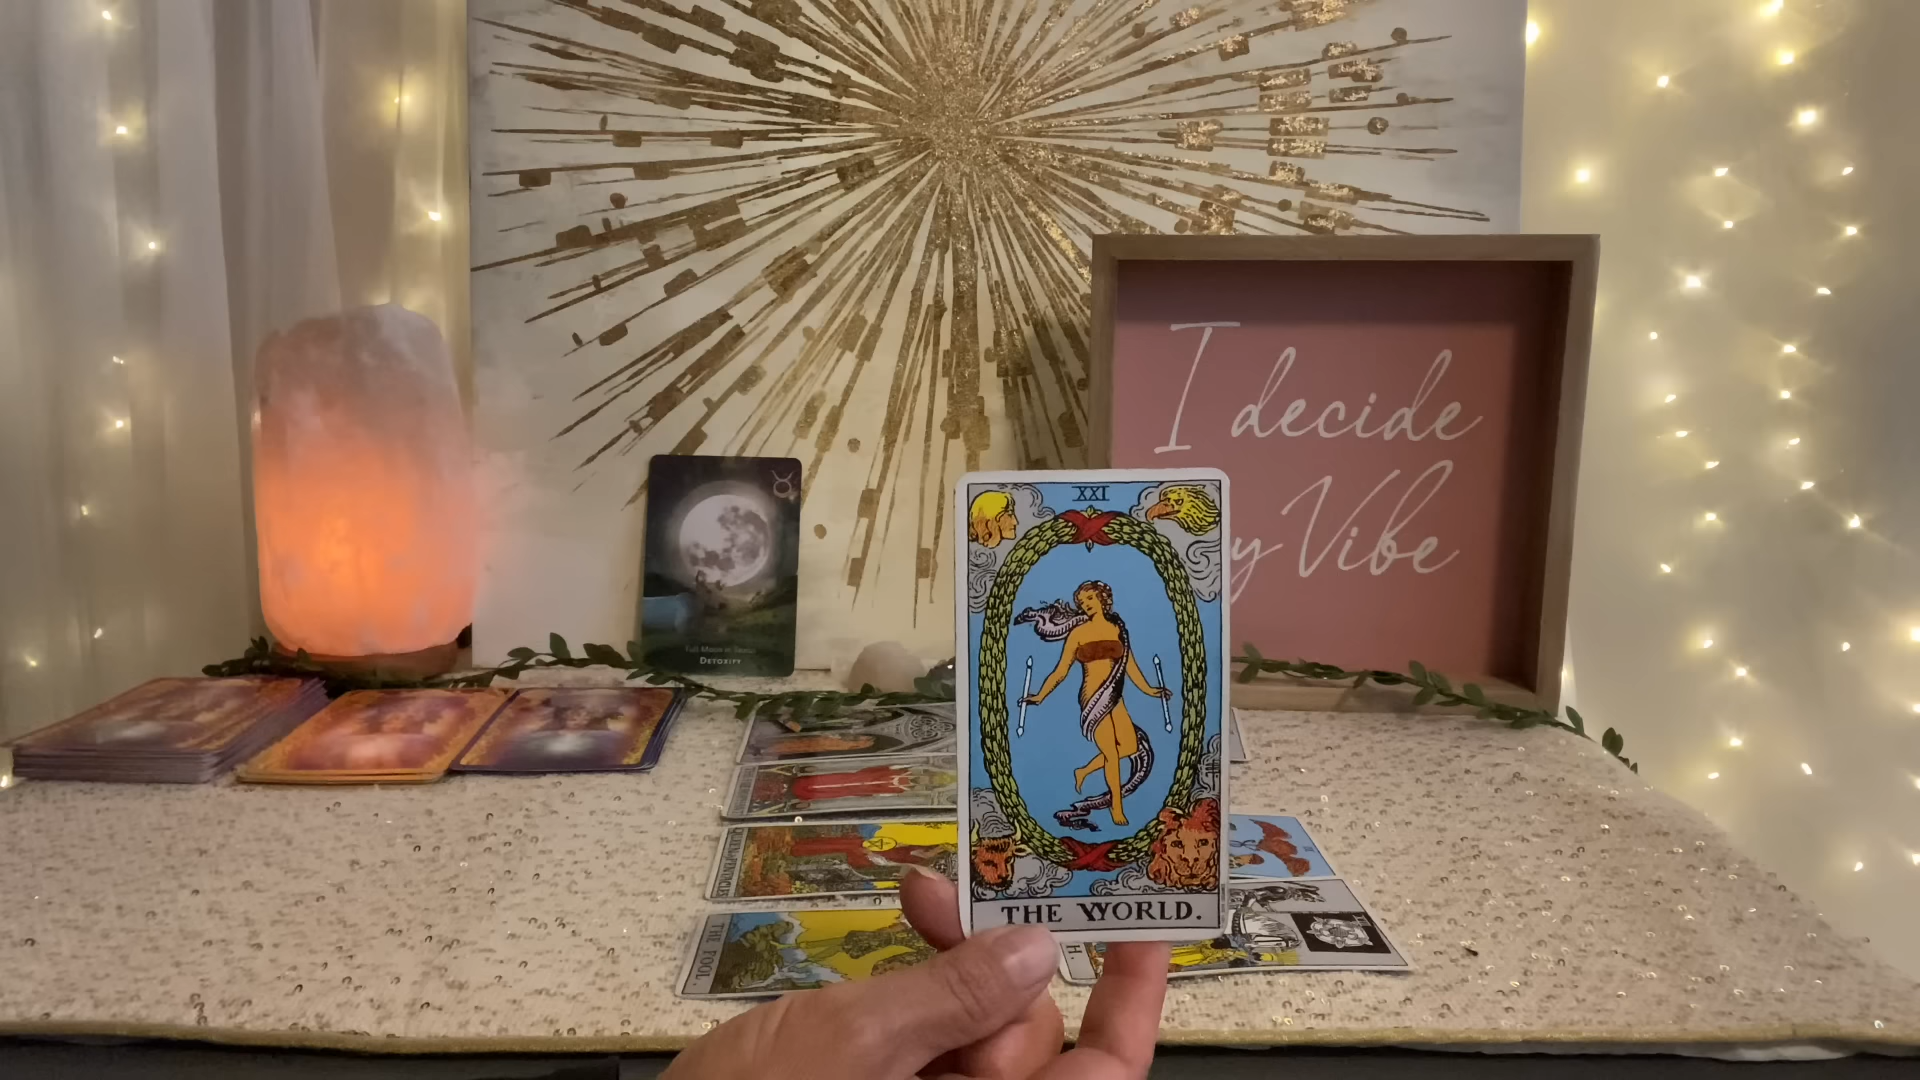 I decide
y Vibe
Full Moon in Taurus
DETOXIFY
XXI
THE WORLD.
THE FOOL.